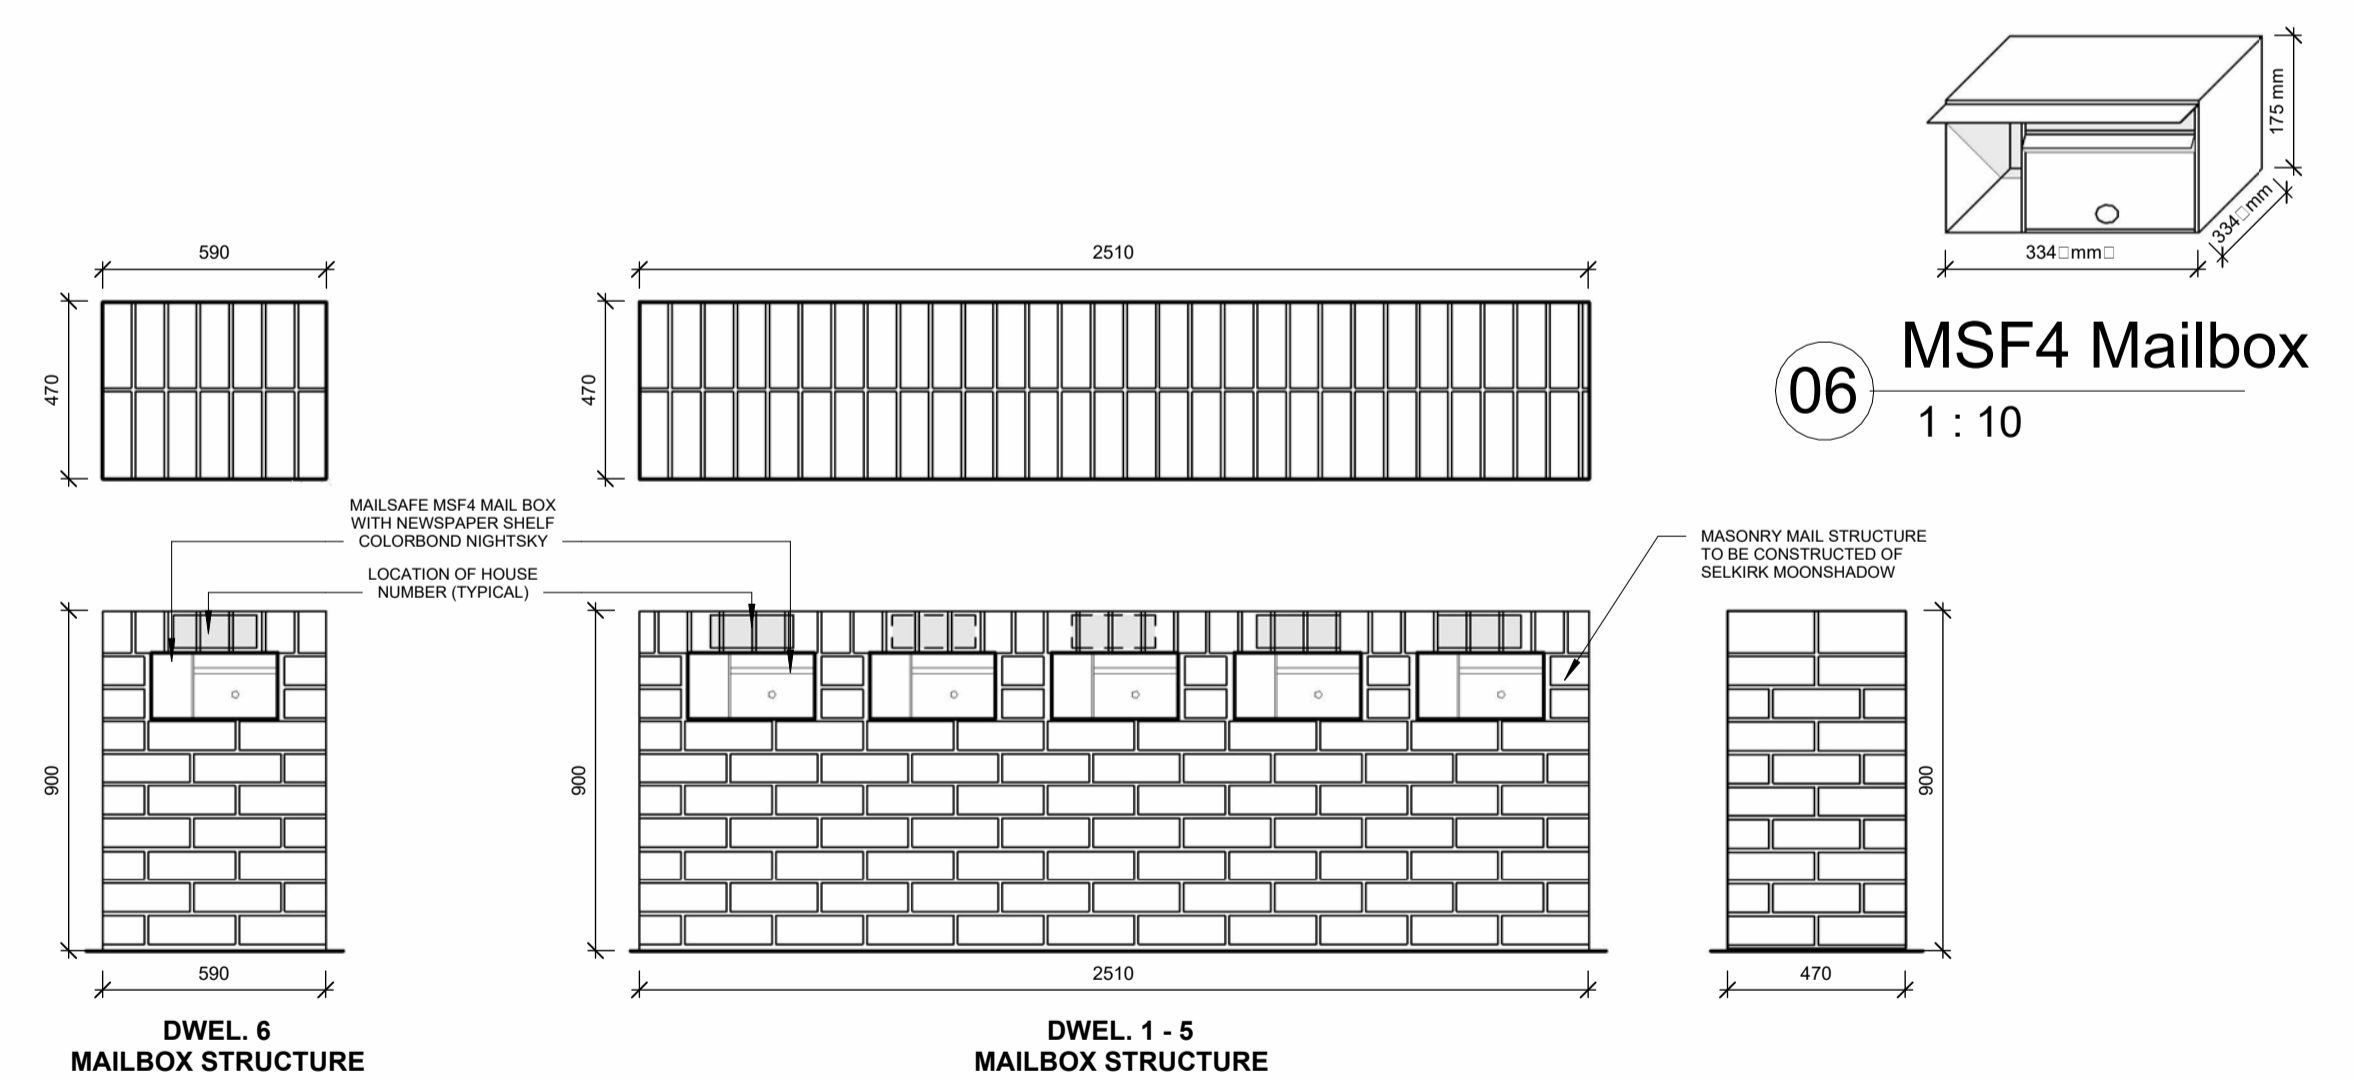 175 mm
334□mm
334□mm□
06
MSF4 Mailbox
1 : 10
590
2510
470
470
MAILSAFE MSF4 MAIL BOX
WITH NEWSPAPER SHELF
COLORBOND NIGHTSKY
LOCATION OF HOUSE
NUMBER (TYPICAL)
MASONRY MAIL STRUCTURE
TO BE CONSTRUCTED OF
SELKIRK MOONSHADOW
900
900
900
590
2510
470
DWEL. 6
MAILBOX STRUCTURE
DWEL. 1 - 5
MAILBOX STRUCTURE